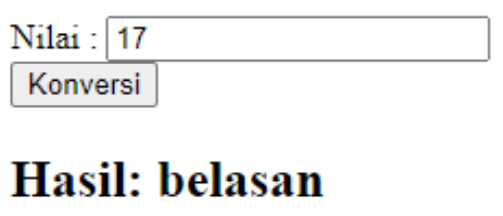 Nilai : 17
Konversi
Hasil: belasan